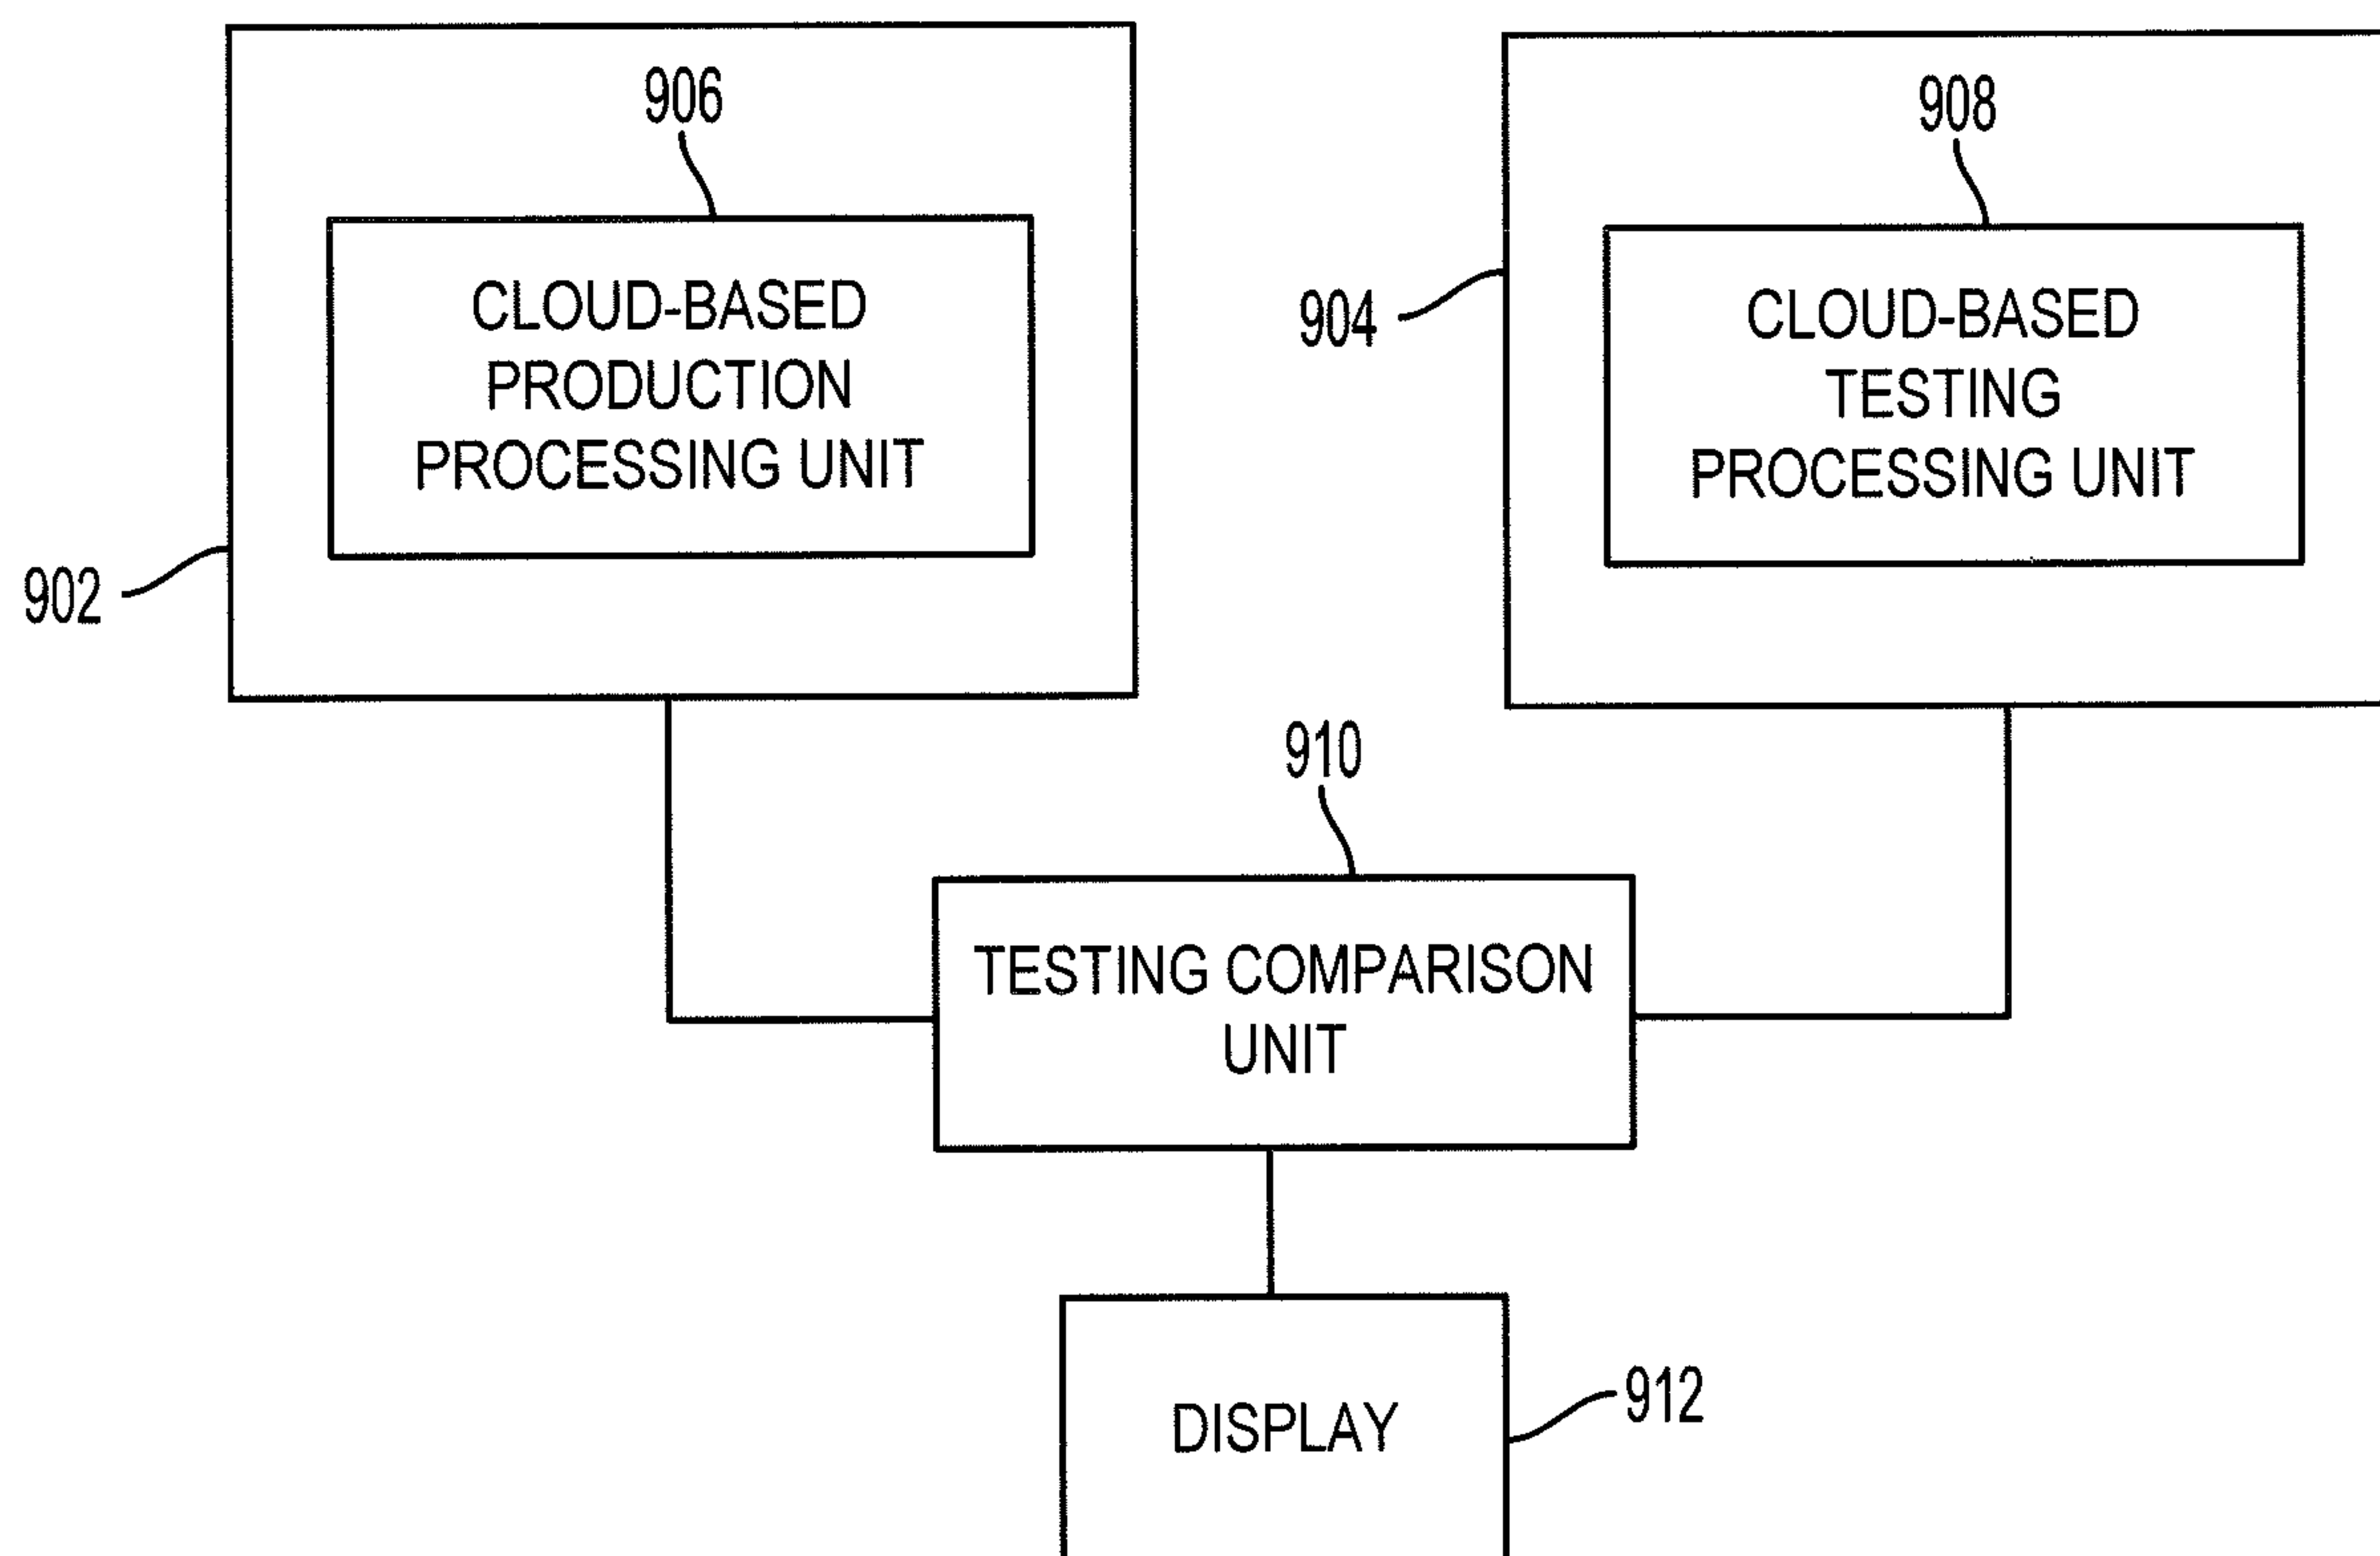 906
908
CLOUD-BASED
PRODUCTION
PROCESSING UNIT
904
CLOUD-BASED
TESTING
PROCESSING UNIT
902
910
TESTING COMPARISON
UNIT
DISPLAY
912